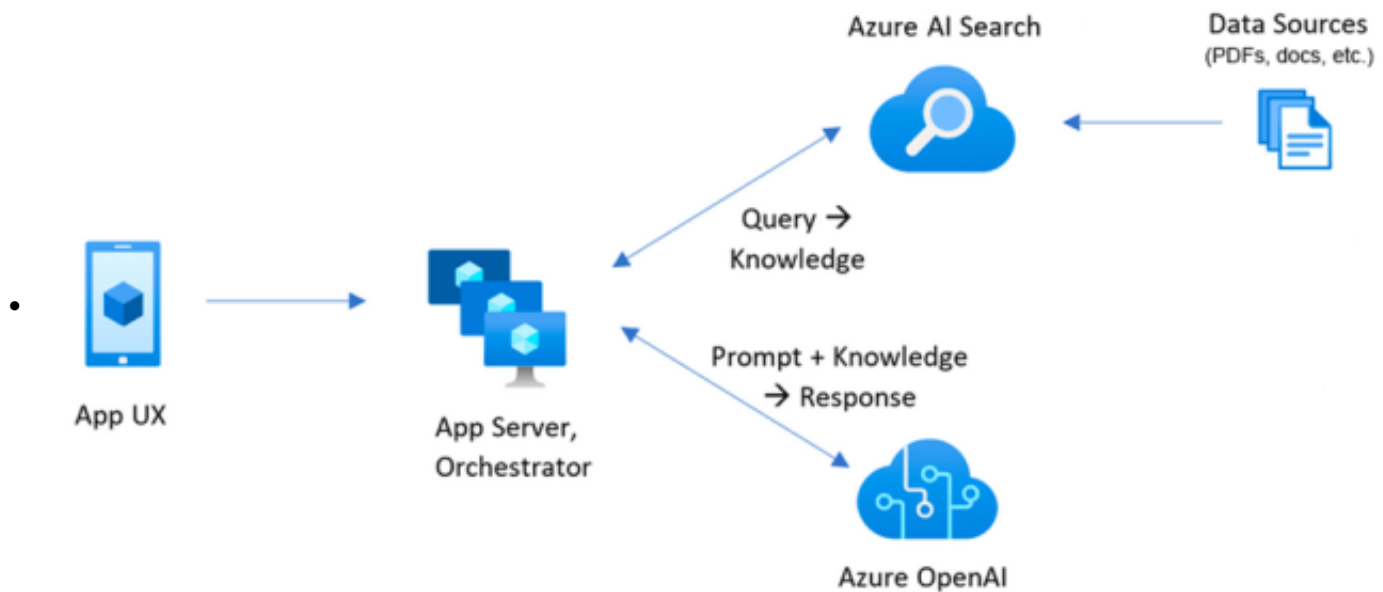 Azure AI Search
Data Sources
(PDFs, docs, etc.)
Query →
Knowledge
Prompt + Knowledge
→ Response
App UX
App Server,
Orchestrator
Azure OpenAI